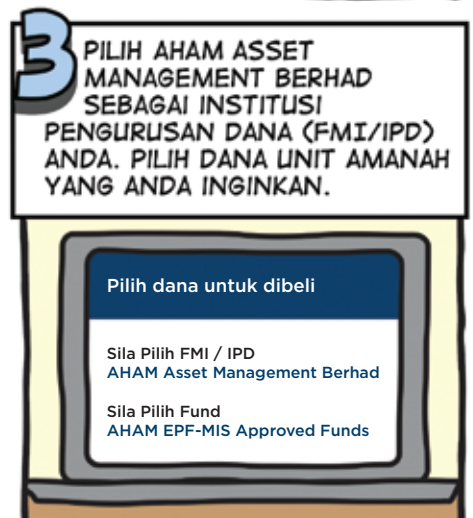 3
PILIH AHAM ASSET
MANAGEMENT BERHAD
SEBAGAI INSTITUSI
PENGURUSAN DANA (FMI/IPD)
ANDA. PILIH DANA UNIT AMANAH
YANG ANDA INGINKAN.
Pilih dana untuk dibeli
Sila Pilih FMI / IPD
AHAM Asset Management Berhad
Sila Pilih Fund
AHAM EPF-MIS Approved Funds